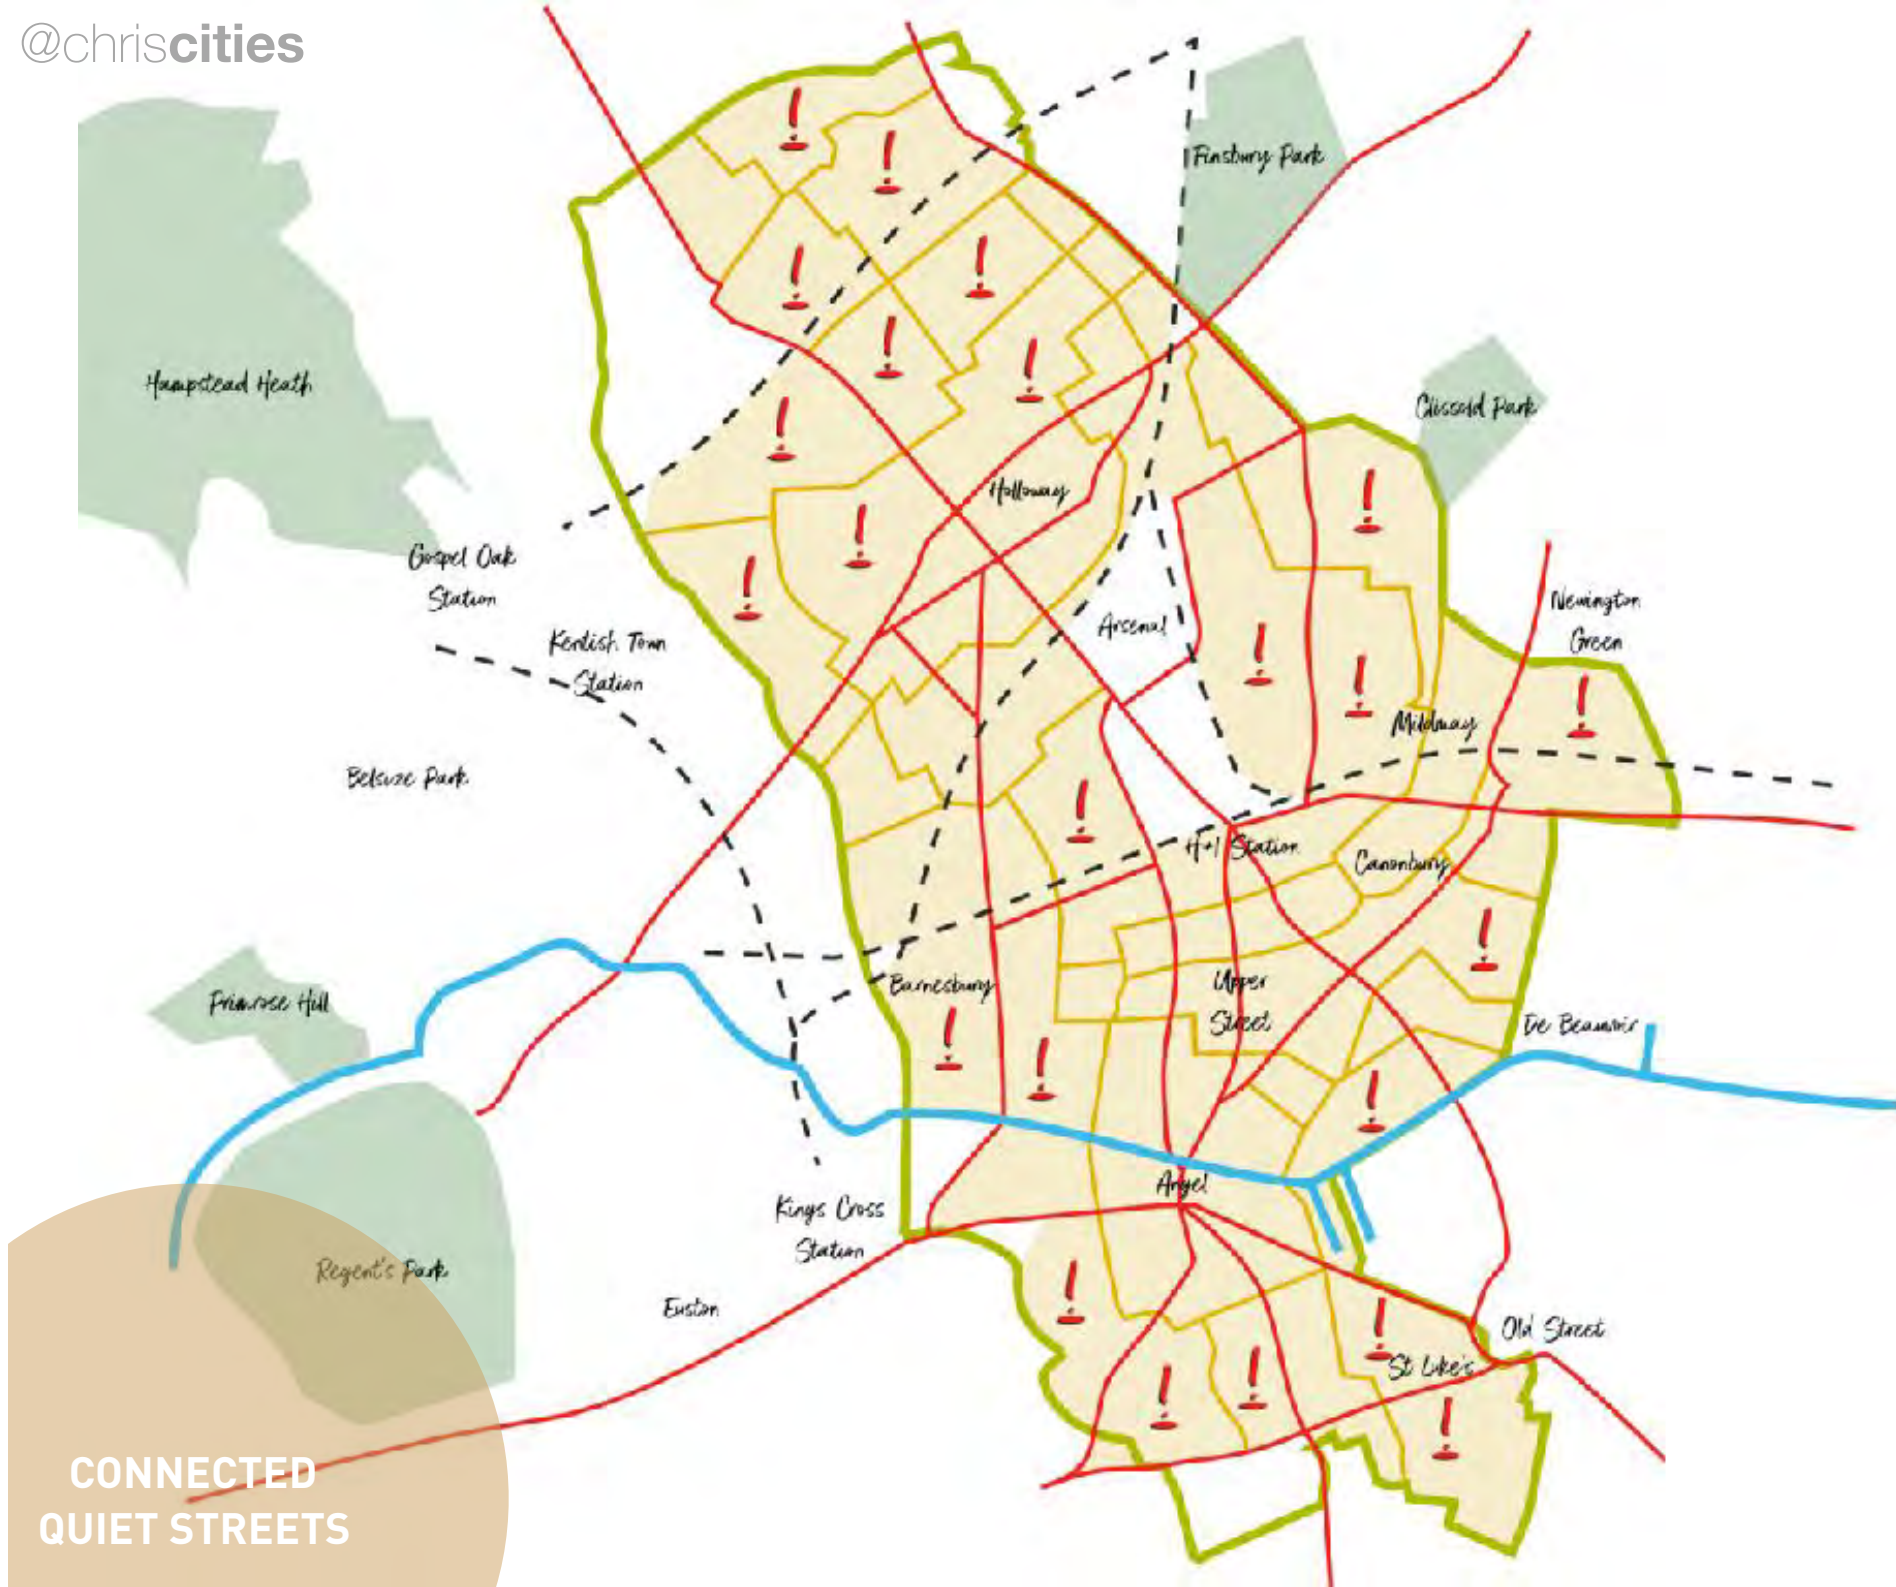 @chriscities
Finsbury Park
Hampstead Heath
Clissold Park
Holloway
Gospel Oak
Station
Newington
Green
Arsenal
Kentish Town
Station
Mildmay
Belsize Park
H+I Station
Canonbury
Barnesbury
Upper
Street
Primrose Hill
De Beauvoir
Angel
Kings Cross
Station
Regent's Park
Euston
Old Street
St Luke's
CONNECTED
QUIET STREETS